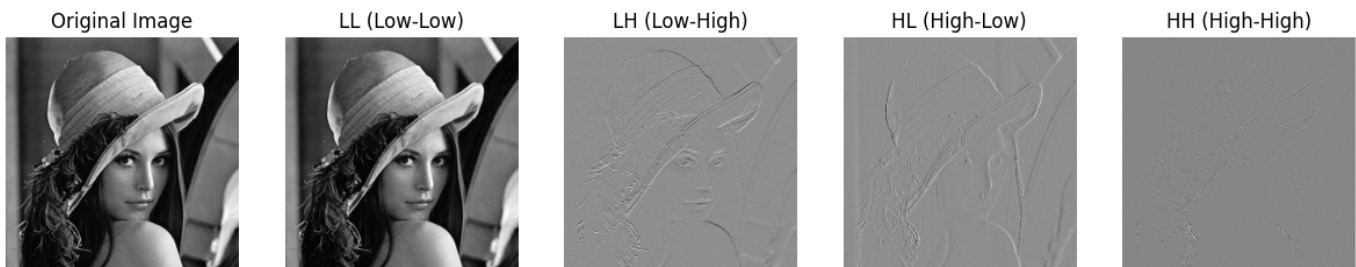 Original Image
LL (Low-Low)
LH (Low-High)
HL (High-Low)
HH (High-High)